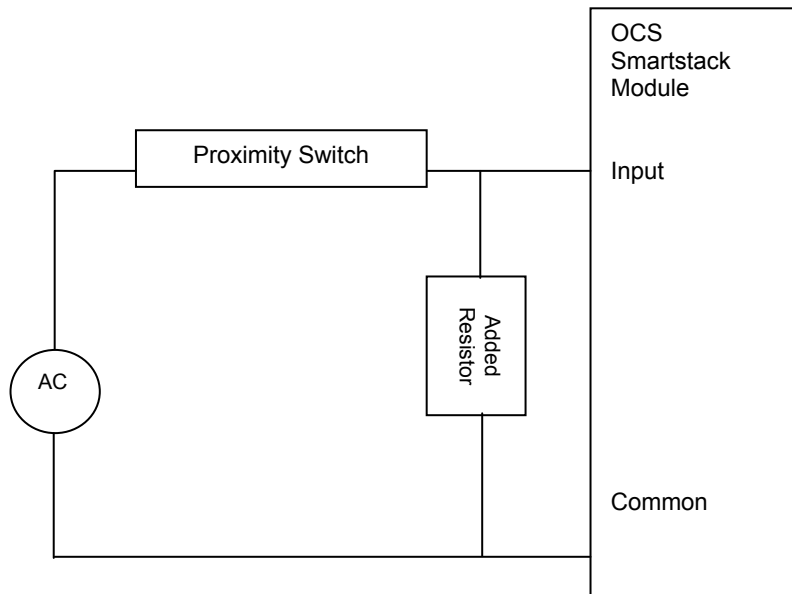 OCS
Smartstack
Module
Proximity Switch
Input
Added
Resistor
AC
Common